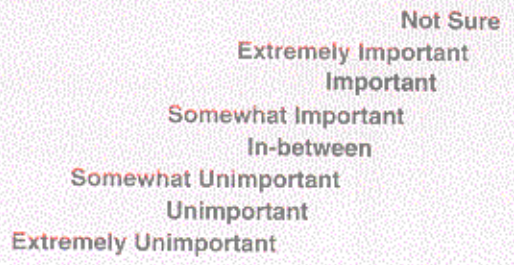 Not Sure
Extremely Important
Important
Somewhat Important
In-between
Somewhat Unimportant
Unimportant
Extremely Unimportant